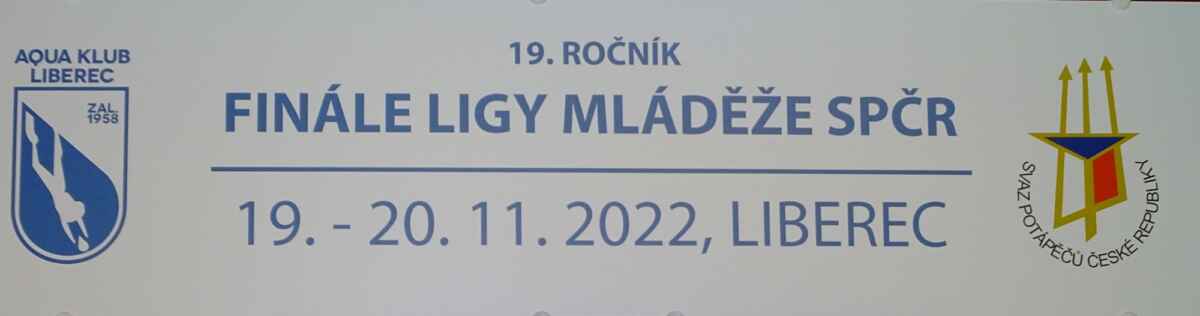 AQUA KLUB
LIBEREC
ZAL.
1958
19. ROČNÍK
FINÁLE LIGY MLÁDĚŽE SPČR
19. - 20. 11. 2022, LIBEREC
SVAZ POTÁPĚČŮ ČESKÉ REPUBLIKY